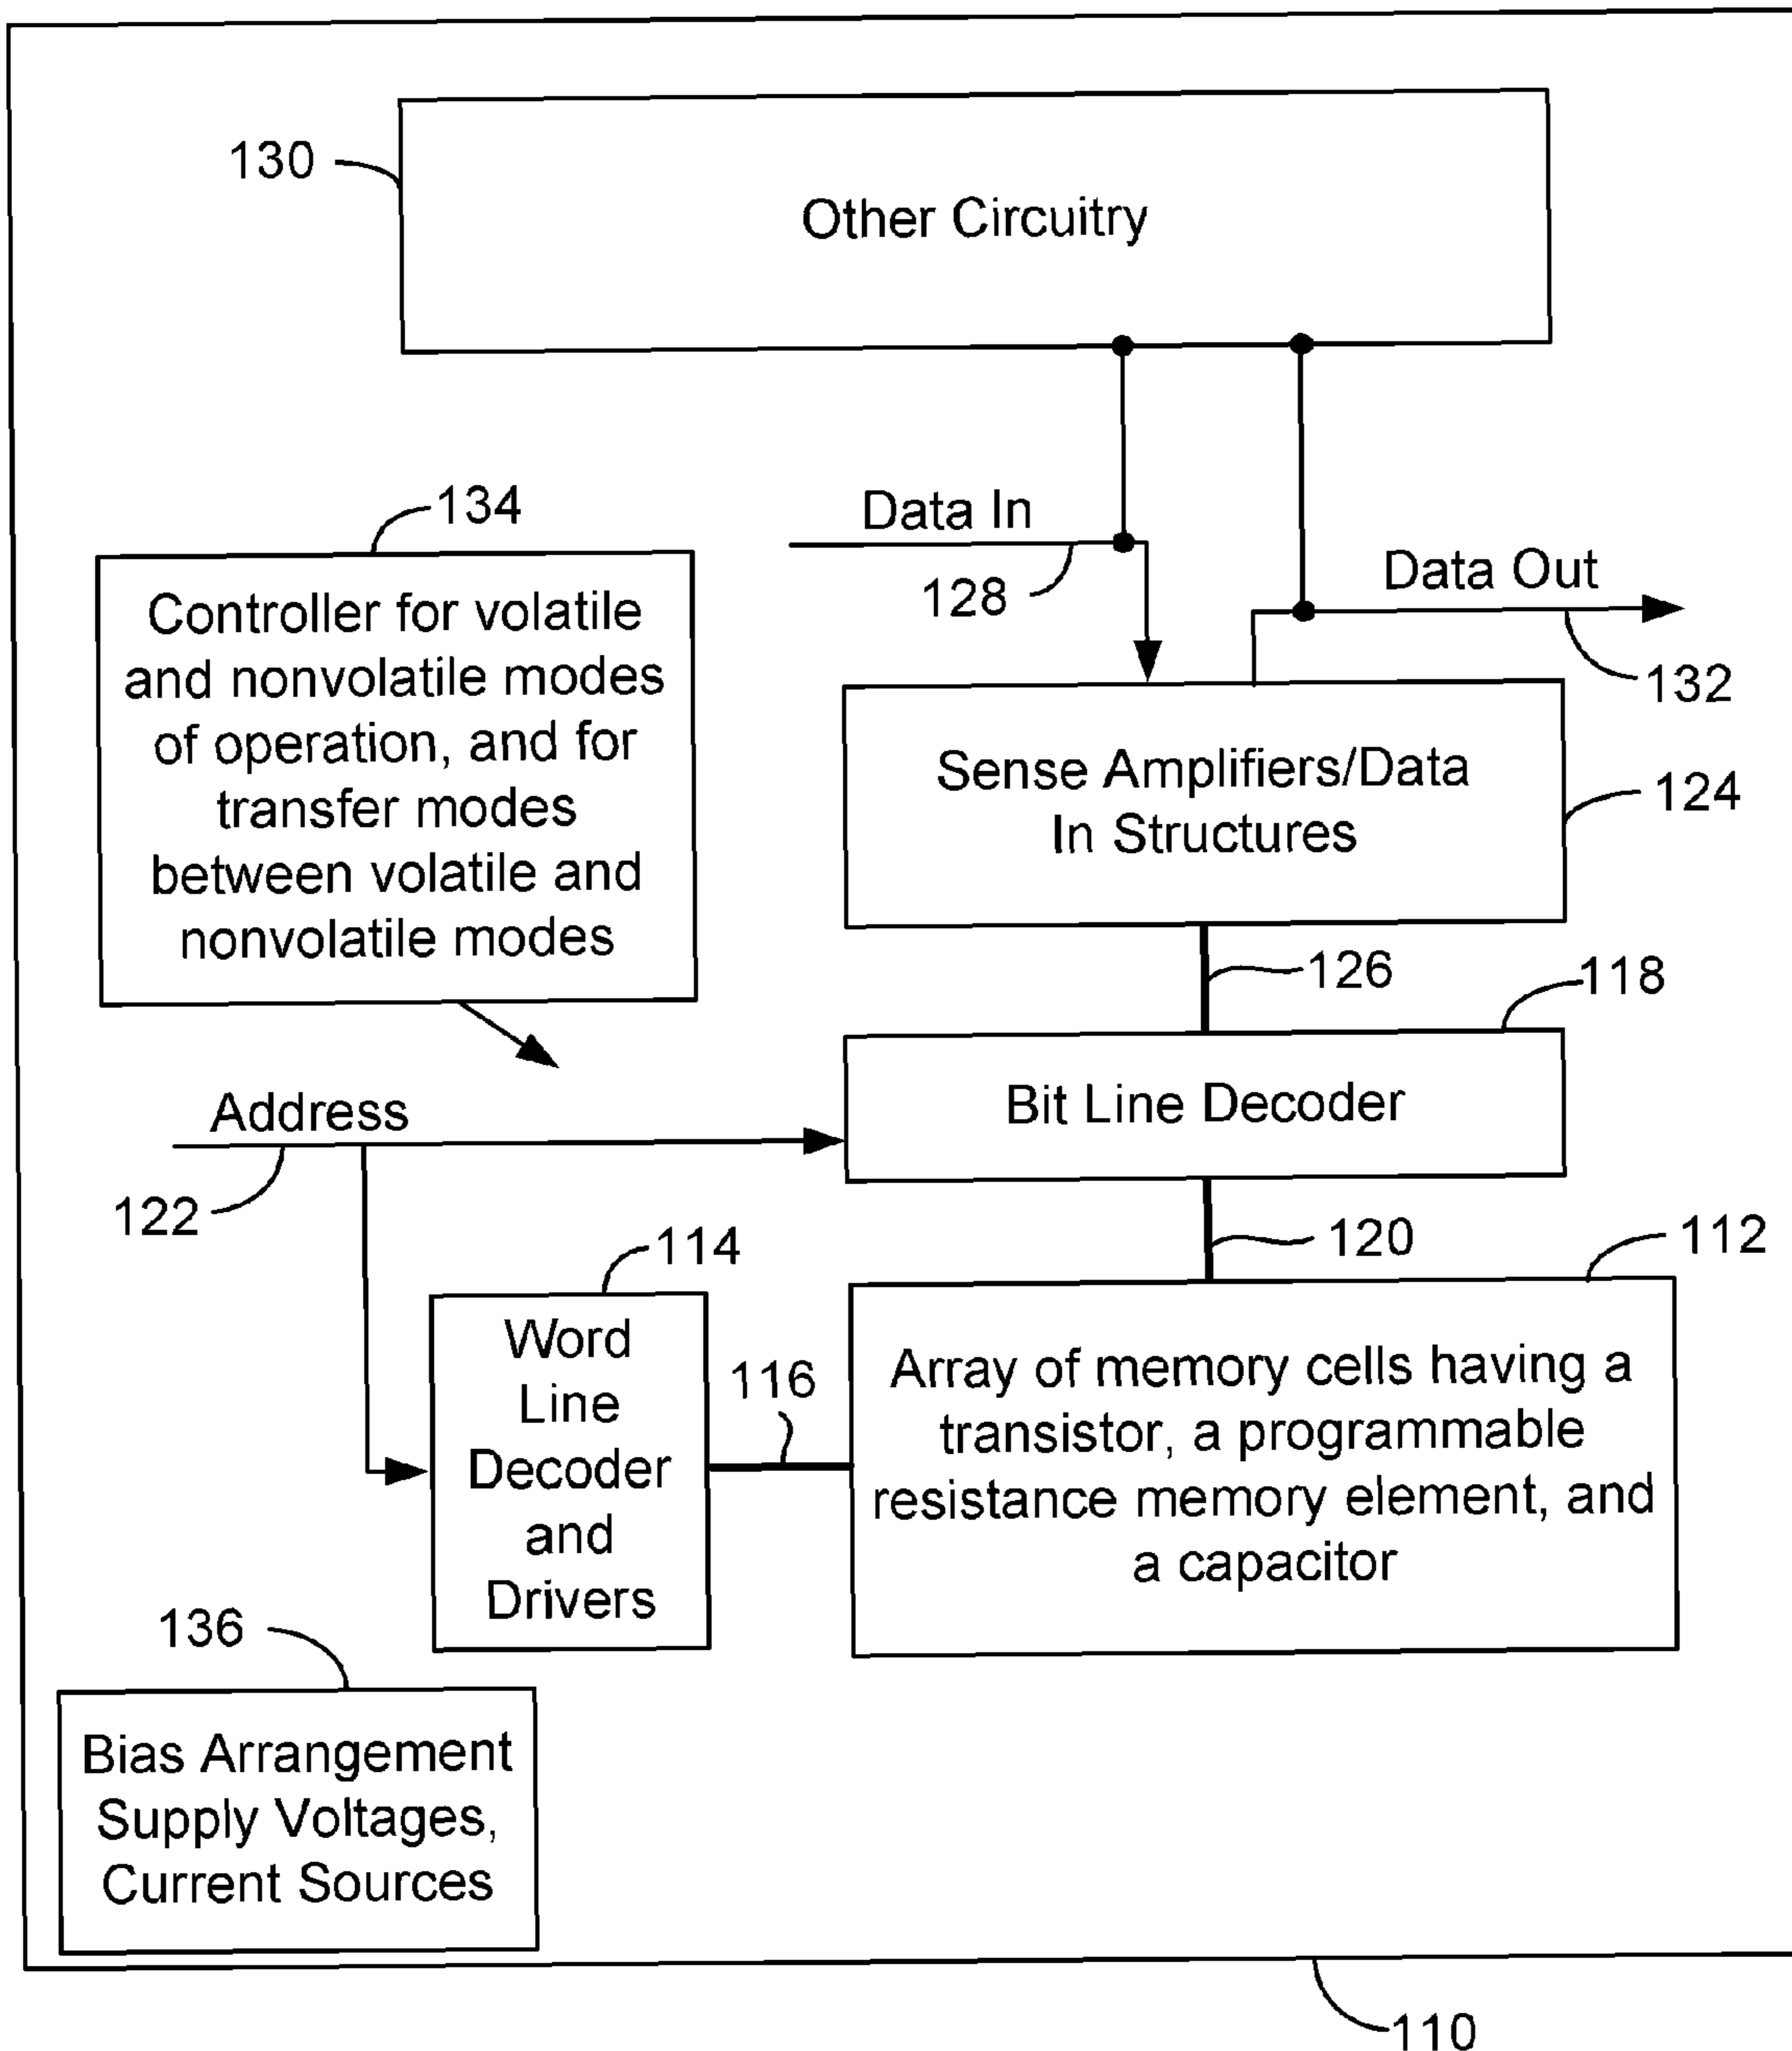 130
Other Circuitry
134
Data In
128
Data Out
132
Controller for volatile
and nonvolatile modes
of operation, and for
transfer modes
between volatile and
nonvolatile modes
Sense Amplifiers/Data
In Structures
124
126
118
Address
122
Bit Line Decoder
120
112
114
Word
Line
Decoder
and
Drivers
116
Array of memory cells having a
transistor, a programmable
resistance memory element, and
a capacitor
136
Bias Arrangement
Supply Voltages,
Current Sources
110